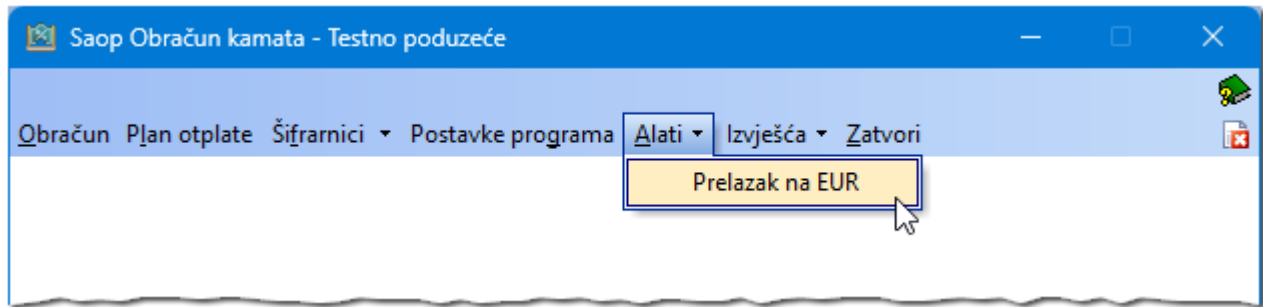 Saop Obračun kamata - Testno poduzeće
Obračun Plan otplate Šifrarnici Postavke programa Alati Izvješća Zatvori
Prelazak na EUR